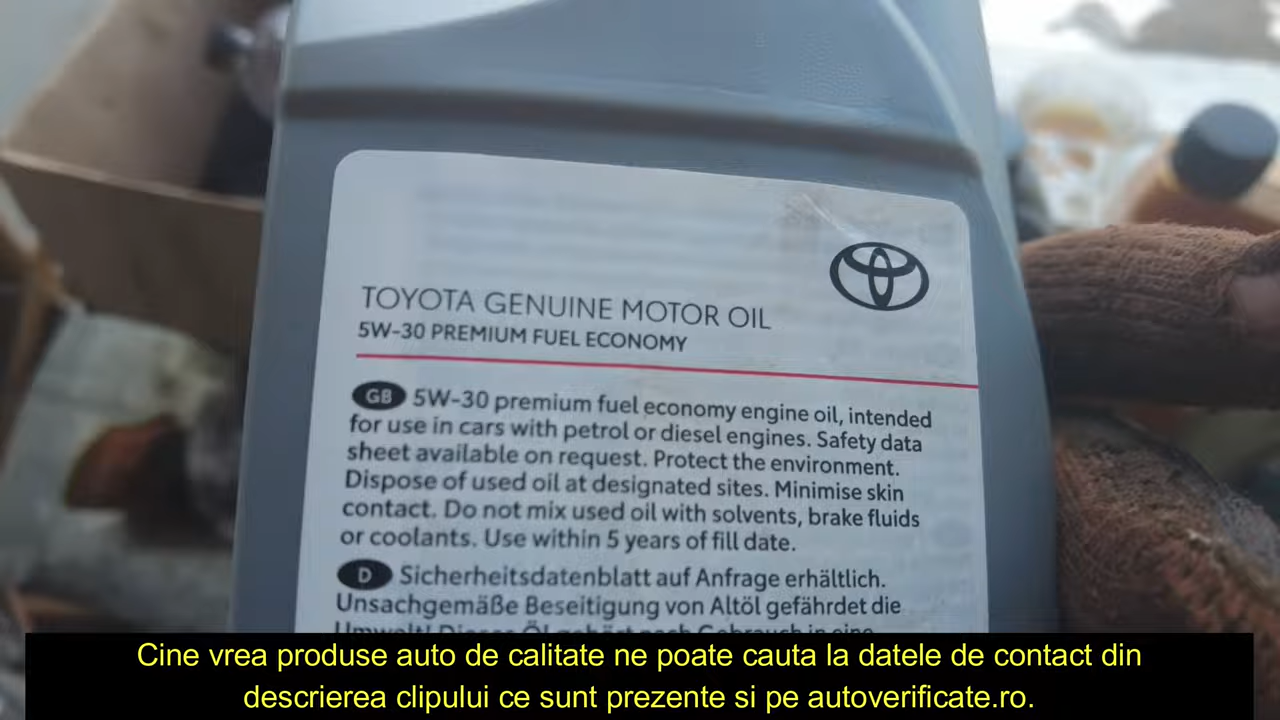 TOYOTA GENUINE MOTOR OIL
5W-30 PREMIUM FUEL ECONOMY
GB 5W-30 premium fuel economy engine oil, intended
for use in cars with petrol or diesel engines. Safety data
sheet available on request. Protect the environment.
Dispose of used oil at designated sites. Minimise skin
contact. Do not mix used oil with solvents, brake fluids
or coolants. Use within 5 years of fill date.
D Sicherheitsdatenblatt auf Anfrage erhältlich.
Unsachgemäße Beseitigung von Altöl gefährdet die
Cine vrea produse auto de calitate ne poate cauta la datele de contact din
descrierea clipului ce sunt prezente si pe autoverificate.ro.